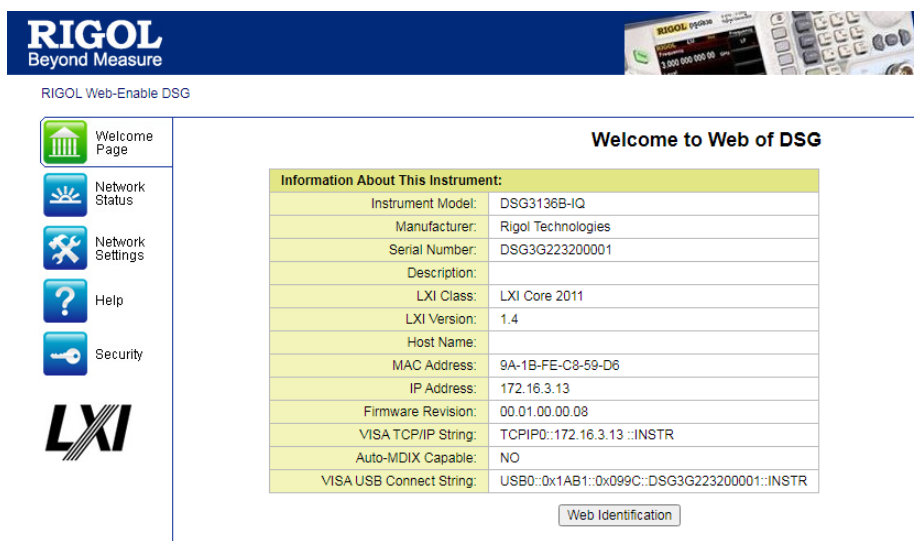 RIGOL
Beyond Measure
RIGOL Web-Enable DSG
Welcome
Page
Network
Status
Network
Settings
Help
Security
LXI
Welcome to Web of DSG
Information About This Instrument:
Instrument Model: DSG3136B-IQ
Manufacturer: Rigol Technologies
Serial Number: DSG3G223200001
Description:
LXI Class: LXI Core 2011
LXI Version: 1.4
Host Name:
MAC Address: 9A-1B-FE-C8-59-D6
IP Address: 172.16.3.13
Firmware Revision: 00.01.00.00.08
VISA TCP/IP String: TCPIP0::172.16.3.13 ::INSTR
Auto-MDIX Capable: NO
VISA USB Connect String: USB0::0x1AB1::0x099C::DSG3G223200001::INSTR
Web Identification